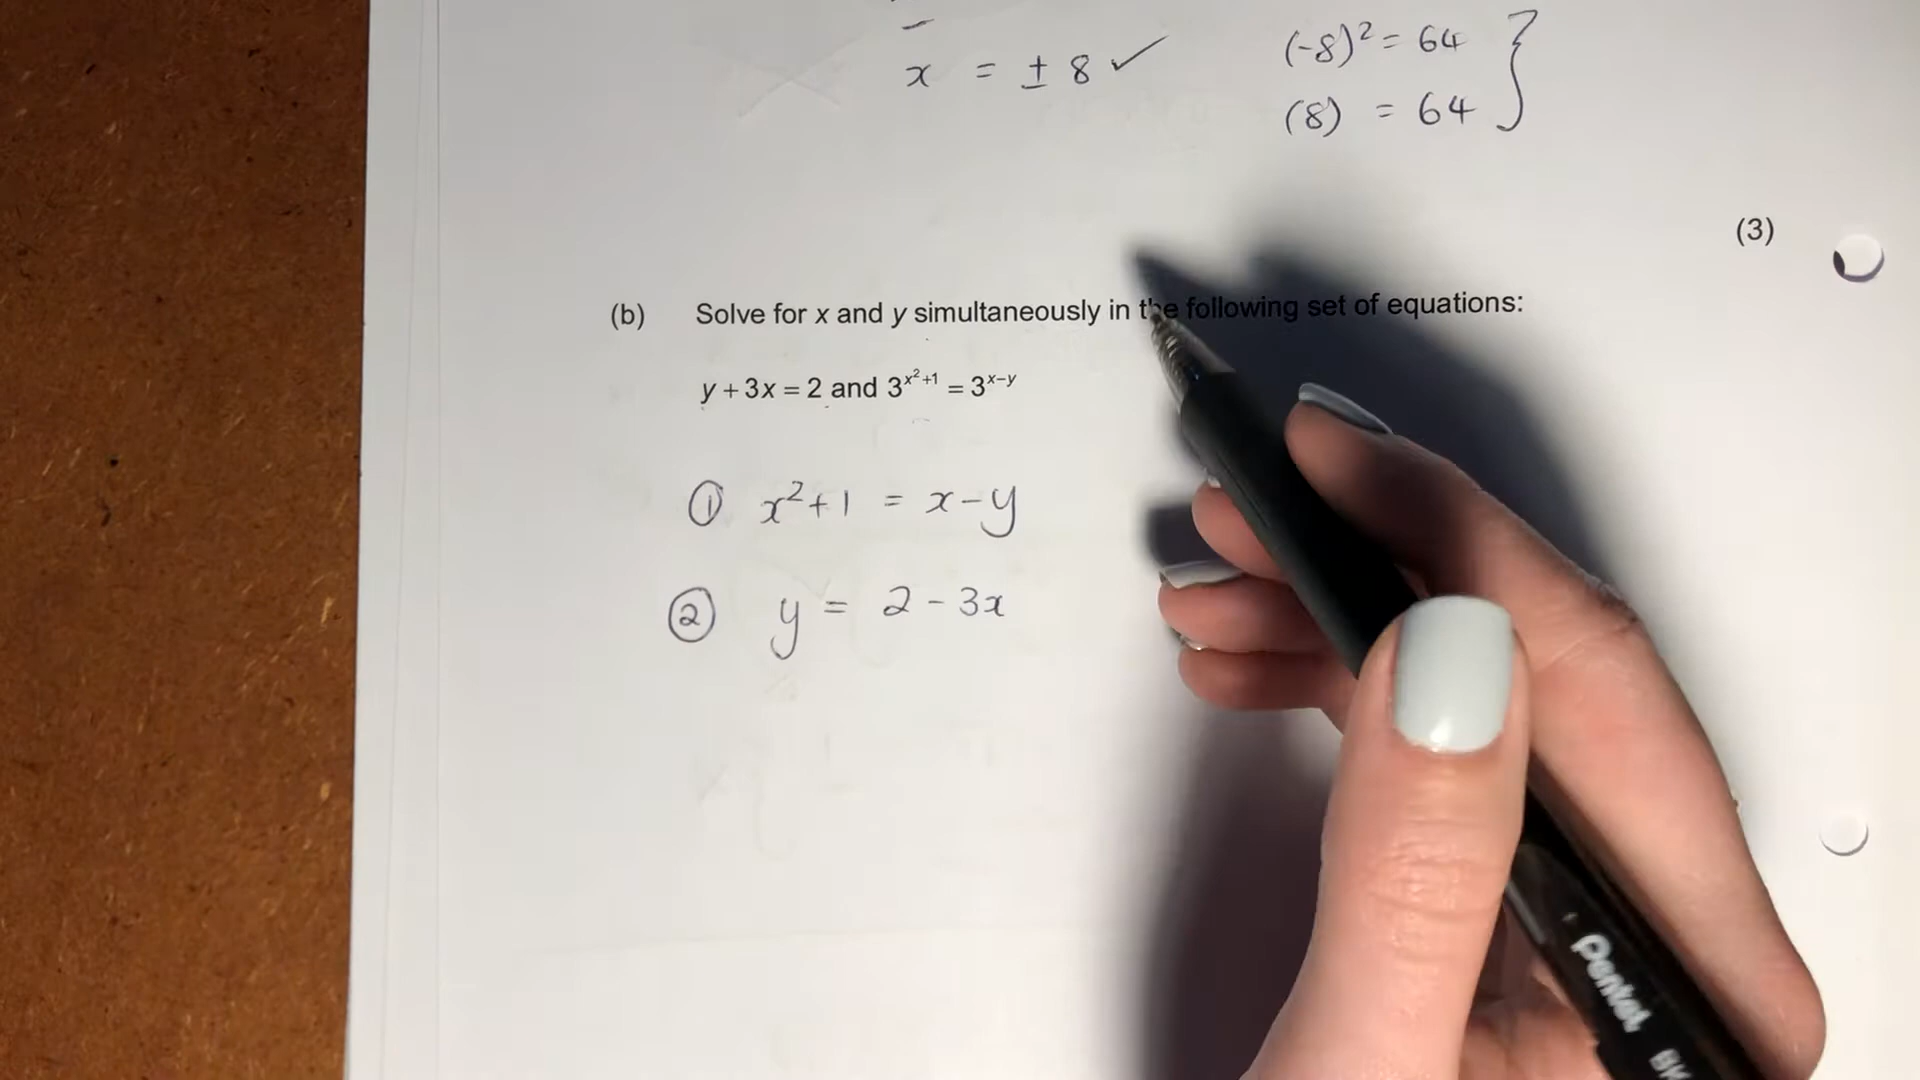 x = ± 8 ✓
(-8)² = 64
(8) = 64
(3)
(b) Solve for x and y simultaneously in the following set of equations:
y + 3x = 2 and 3^{x²+1} = 3^{x−y}
① x² + 1 = x − y
② y = 2 − 3x
Pentel
BK